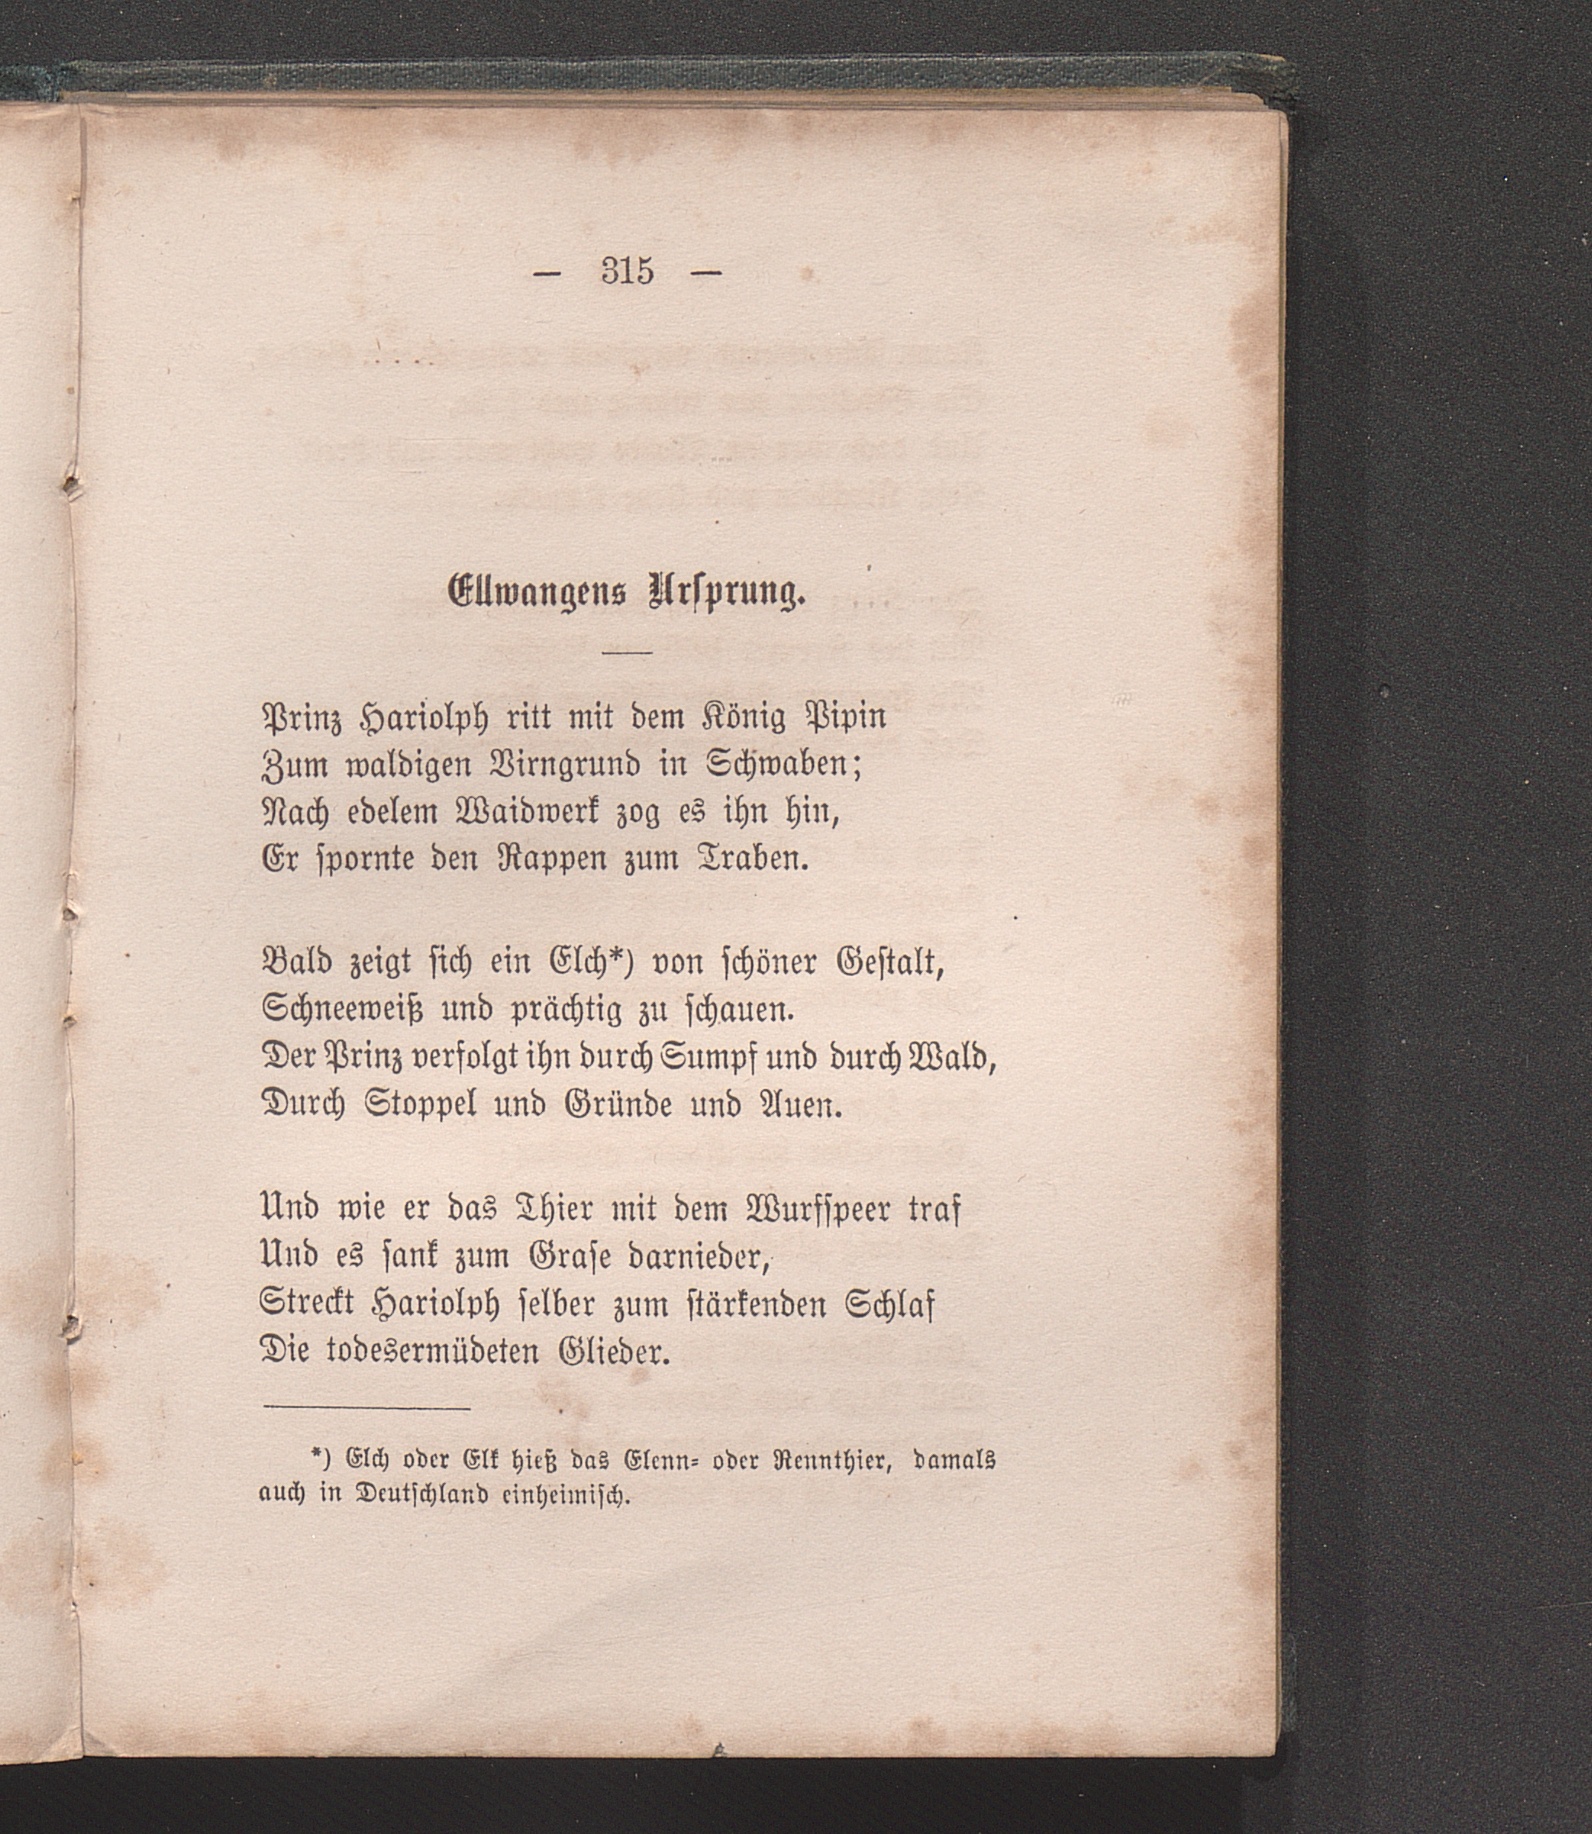 — 315 —
Ellwangens Urſprung.
Prinz Hariolph ritt mit dem König Pipin
Zum waldigen Virngrund in Schwaben;
Nach edelem Waidwerk zog es ihn hin,
Er ſpornte den Rappen zum Traben.
Bald zeigt ſich ein Elch*) von ſchöner Geſtalt,
Schneeweiß und prächtig zu ſchauen.
Der Prinz verfolgt ihn durch Sumpf und durch Wald,
Durch Stoppel und Gründe und Auen.
Und wie er das Thier mit dem Wurfſpeer traf
Und es ſank zum Graſe darnieder,
Streckt Hariolph ſelber zum ſtärkenden Schlaf
Die todesermüdeten Glieder.
*) Elch oder Elk hieß das Elenn- oder Rennthier, damals
auch in Deutſchland einheimiſch.